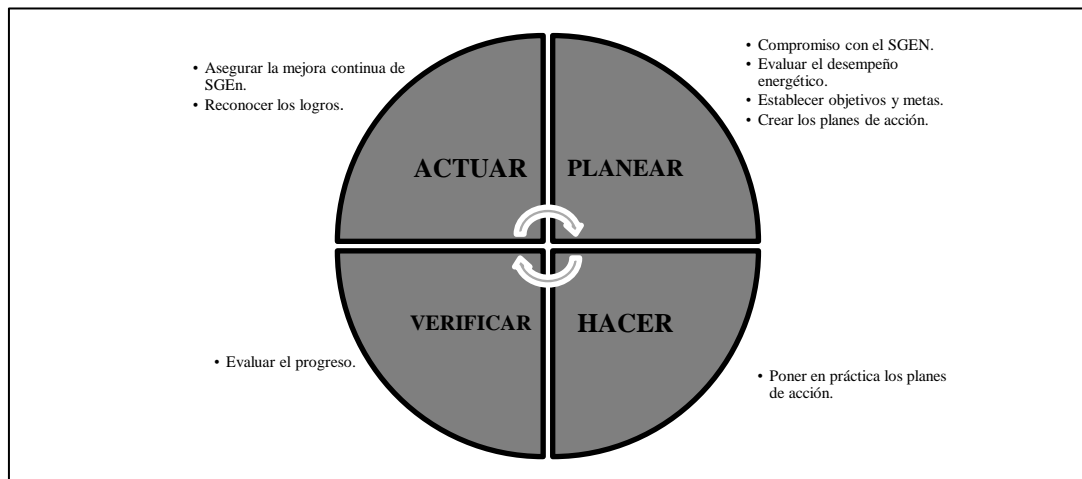 • Asegurar la mejora continua de
SGEn.
• Reconocer los logros.
• Compromiso con el SGEN.
• Evaluar el desempeño
energético.
• Establecer objetivos y metas.
• Crear los planes de acción.
ACTUAR
PLANEAR
VERIFICAR
HACER
• Evaluar el progreso.
• Poner en práctica los planes
de acción.